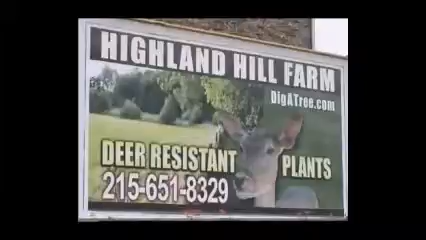 HIGHLAND HILL FARM
DigATree.com
DEER RESISTANT PLANTS
215-651-8329